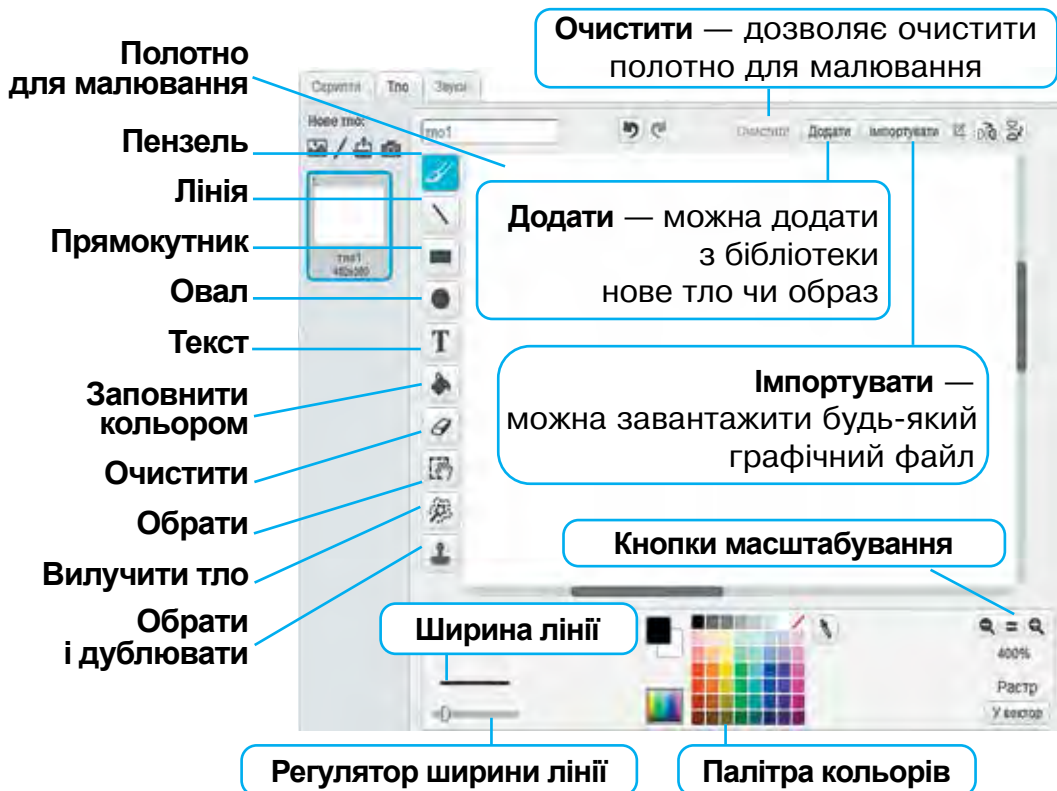 Очистити — дозволяє очистити
полотно для малювання
Полотно
для малювання
Скрипти
Тло
Звуки
Нове тло:
тло1
Очистити
Додати
Імпортувати
Пензель
Лінія
Прямокутник
Овал
Текст
T
Заповнити
кольором
Очистити
Обрати
Вилучити тло
Обрати
і дублювати
1
тло1
480x360
Додати — можна додати
з бібліотеки
нове тло чи образ
Імпортувати —
можна завантажити будь-який
графічний файл
Кнопки масштабування
Ширина лінії
400%
Растр
У вектор
Регулятор ширини лінії
Палітра кольорів